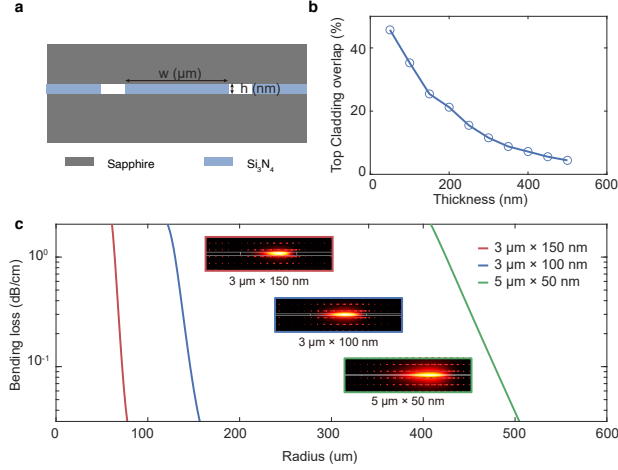 a
w (µm)
h (nm)
Sapphire
Si₃N₄
b
Top Cladding overlap (%)
40
20
0
0
200
400
600
Thickness (nm)
c
Bending loss (dB/cm)
10⁰
10⁻¹
3 µm × 150 nm
3 µm × 100 nm
5 µm × 50 nm
3 µm × 150 nm
3 µm × 100 nm
5 µm × 50 nm
0
100
200
300
400
500
600
Radius (um)